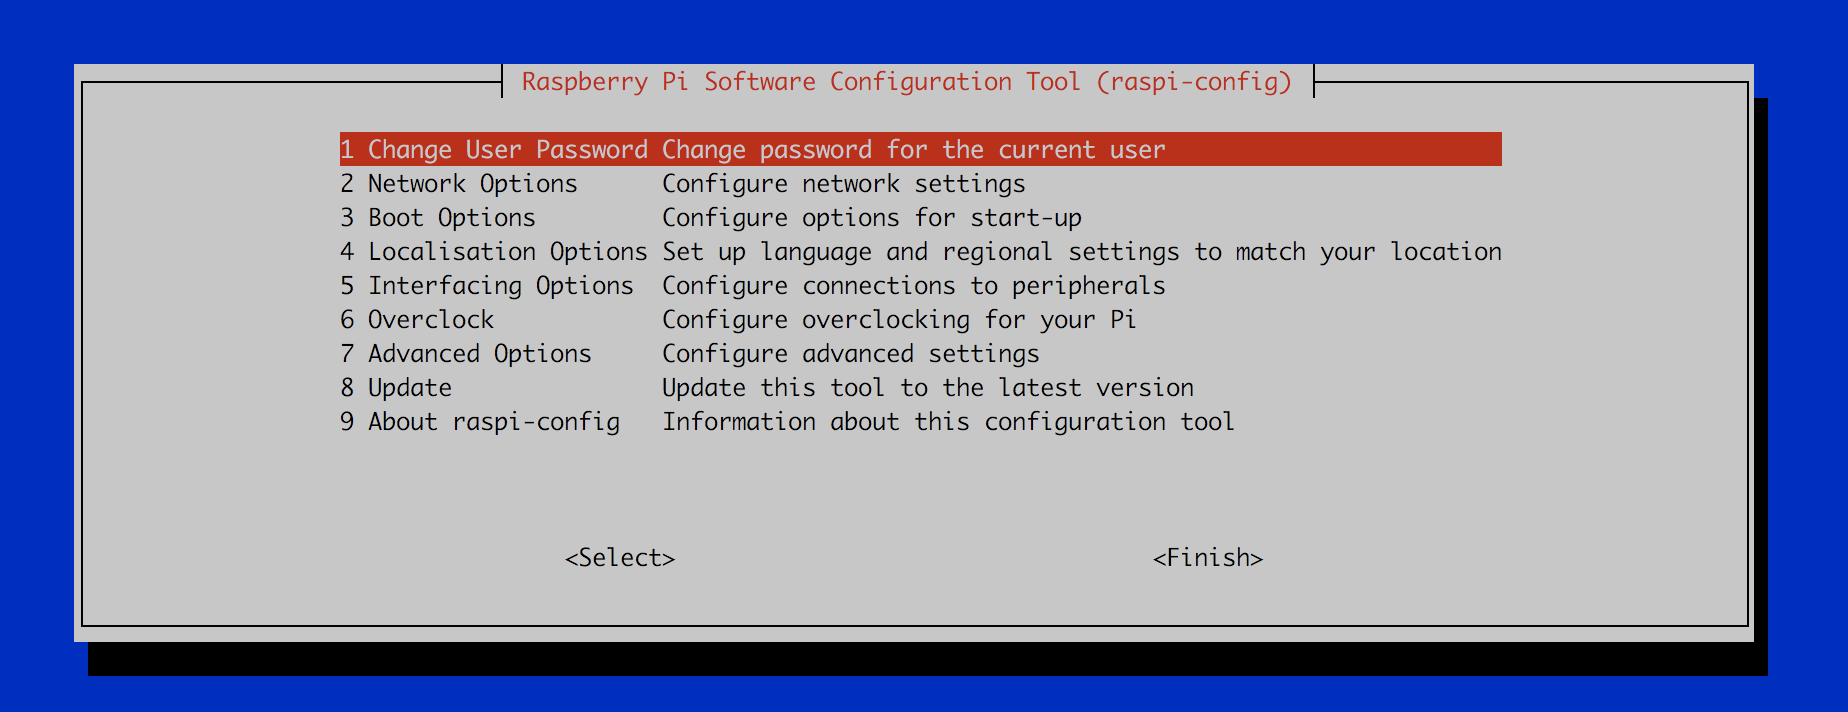 Raspberry Pi Software Configuration Tool (raspi-config)
1 Change User Password Change password for the current user
2 Network Options Configure network settings
3 Boot Options Configure options for start-up
4 Localisation Options Set up language and regional settings to match your location
5 Interfacing Options Configure connections to peripherals
6 Overclock Configure overclocking for your Pi
7 Advanced Options Configure advanced settings
8 Update Update this tool to the latest version
9 About raspi-config Information about this configuration tool
<Select> <Finish>